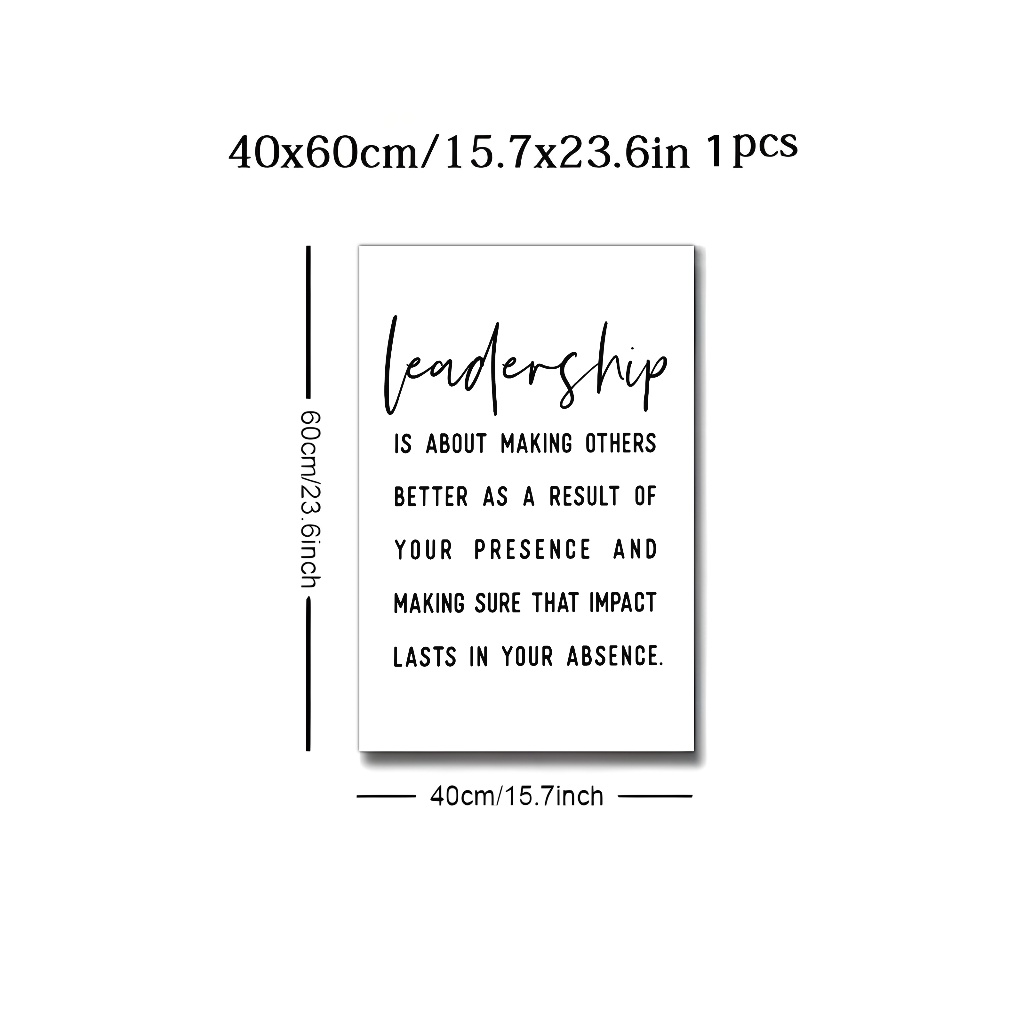 40x60cm/15.7x23.6in 1pcs
60cm/23.6inch
leadership
IS ABOUT MAKING OTHERS
BETTER AS A RESULT OF
YOUR PRESENCE AND
MAKING SURE THAT IMPACT
LASTS IN YOUR ABSENCE.
40cm/15.7inch